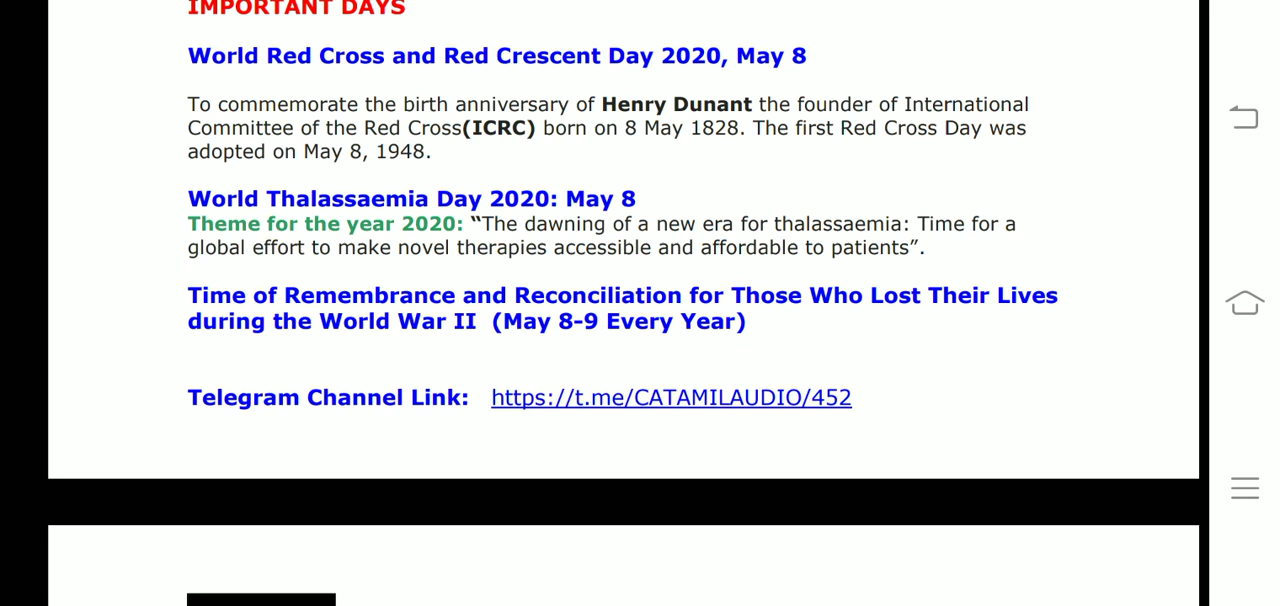 IMPORTANT DAYS
World Red Cross and Red Crescent Day 2020, May 8
To commemorate the birth anniversary of Henry Dunant the founder of International
Committee of the Red Cross(ICRC) born on 8 May 1828. The first Red Cross Day was
adopted on May 8, 1948.
World Thalassaemia Day 2020: May 8
Theme for the year 2020: “The dawning of a new era for thalassaemia: Time for a
global effort to make novel therapies accessible and affordable to patients”.
Time of Remembrance and Reconciliation for Those Who Lost Their Lives
during the World War II (May 8-9 Every Year)
Telegram Channel Link: https://t.me/CATAMILAUDIO/452